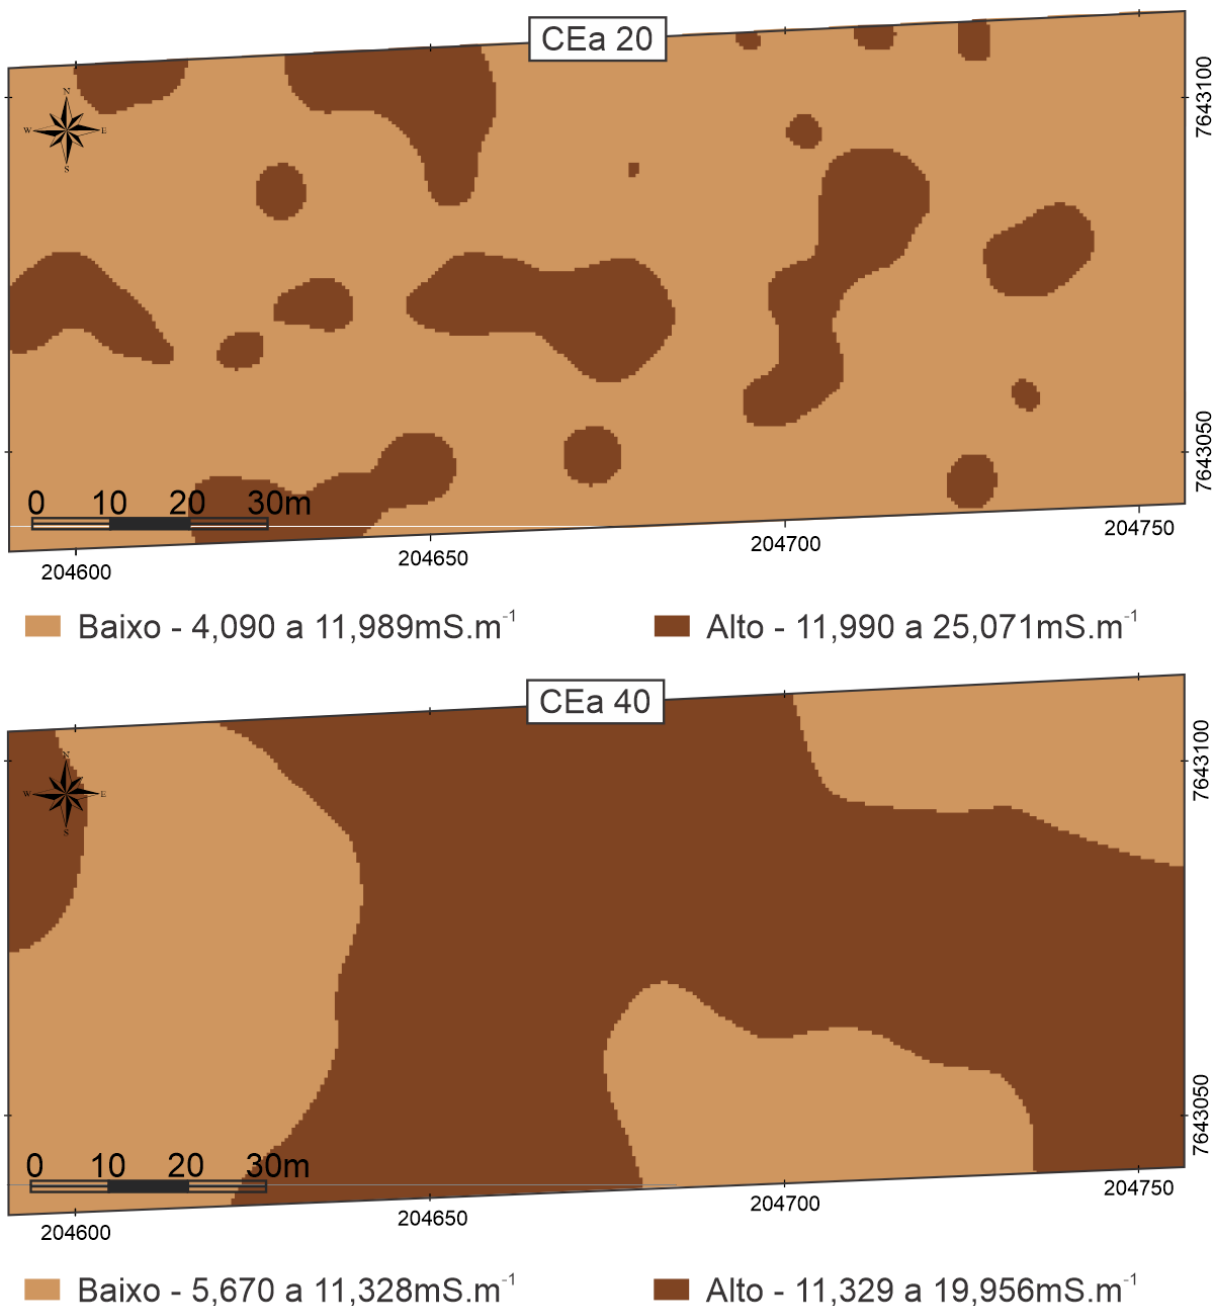 CEa 20
N
W E
S
7643100
7643050
0 10 20 30m
204600 204650 204700 204750
Baixo - 4,090 a 11,989mS.m⁻¹ Alto - 11,990 a 25,071mS.m⁻¹
CEa 40
N
W E
S
7643100
7643050
0 10 20 30m
204600 204650 204700 204750
Baixo - 5,670 a 11,328mS.m⁻¹ Alto - 11,329 a 19,956mS.m⁻¹